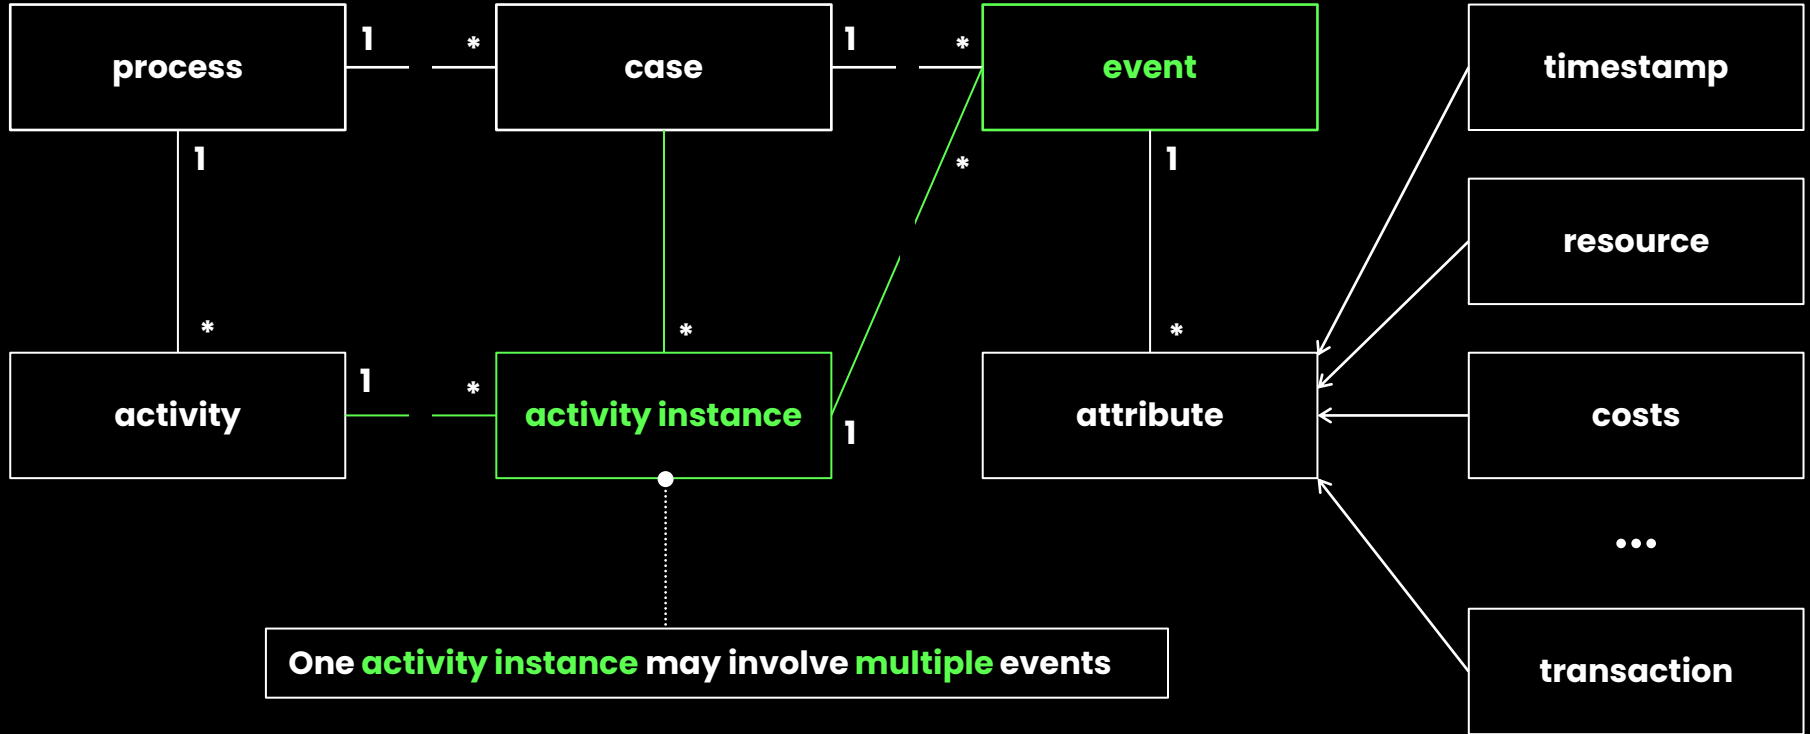 process
1
*
case
1
*
event
timestamp
1
*
1
resource
*
*
*
activity
1
*
activity instance
1
attribute
costs
...
One activity instance may involve multiple events
transaction